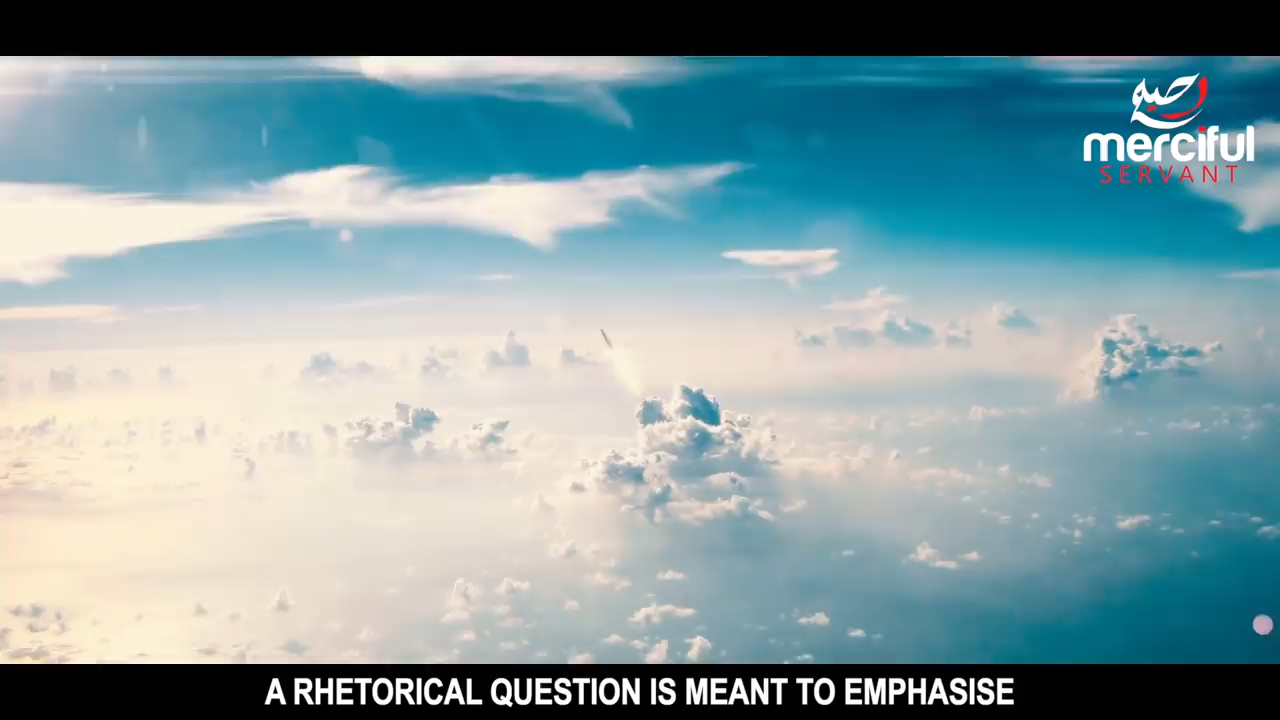 رحيم
merciful
SERVANT
A RHETORICAL QUESTION IS MEANT TO EMPHASISE